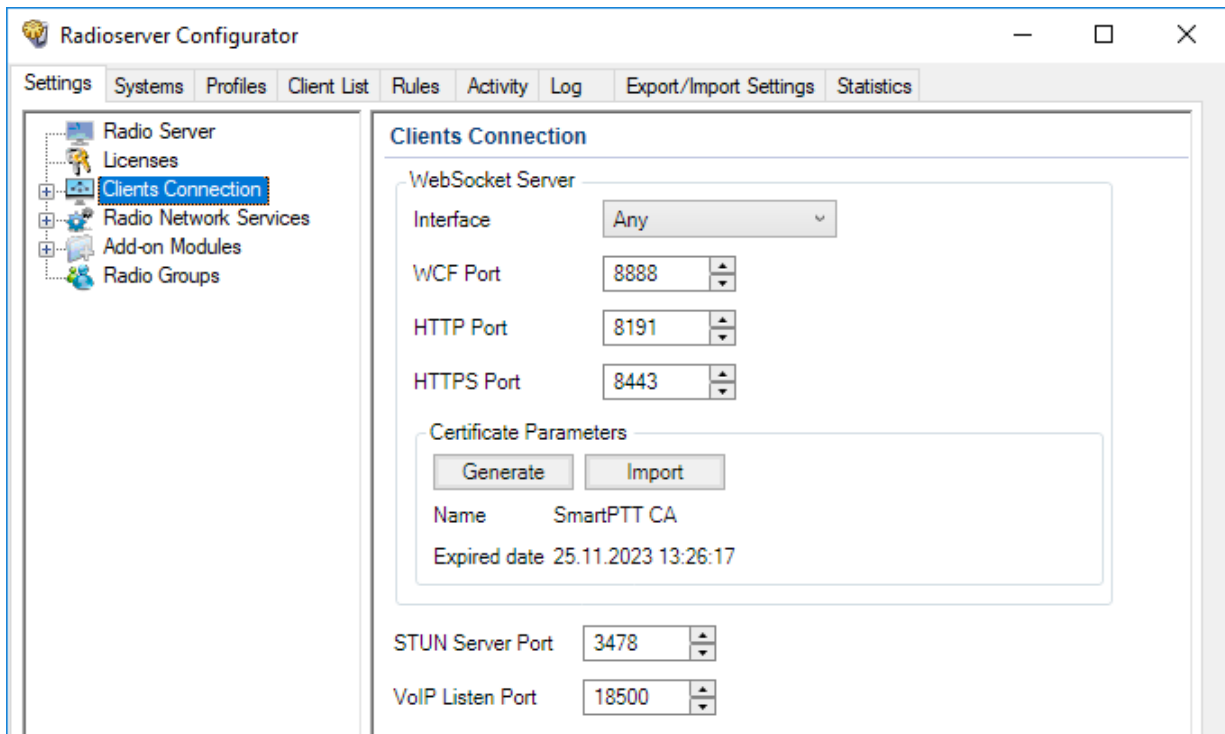 Radioserver Configurator
Settings Systems Profiles Client List Rules Activity Log Export/Import Settings Statistics
Radio Server
Licenses
Clients Connection
Radio Network Services
Add-on Modules
Radio Groups
Clients Connection
WebSocket Server
Interface Any
WCF Port 8888
HTTP Port 8191
HTTPS Port 8443
Certificate Parameters
Generate Import
Name SmartPTT CA
Expired date 25.11.2023 13:26:17
STUN Server Port 3478
VoIP Listen Port 18500